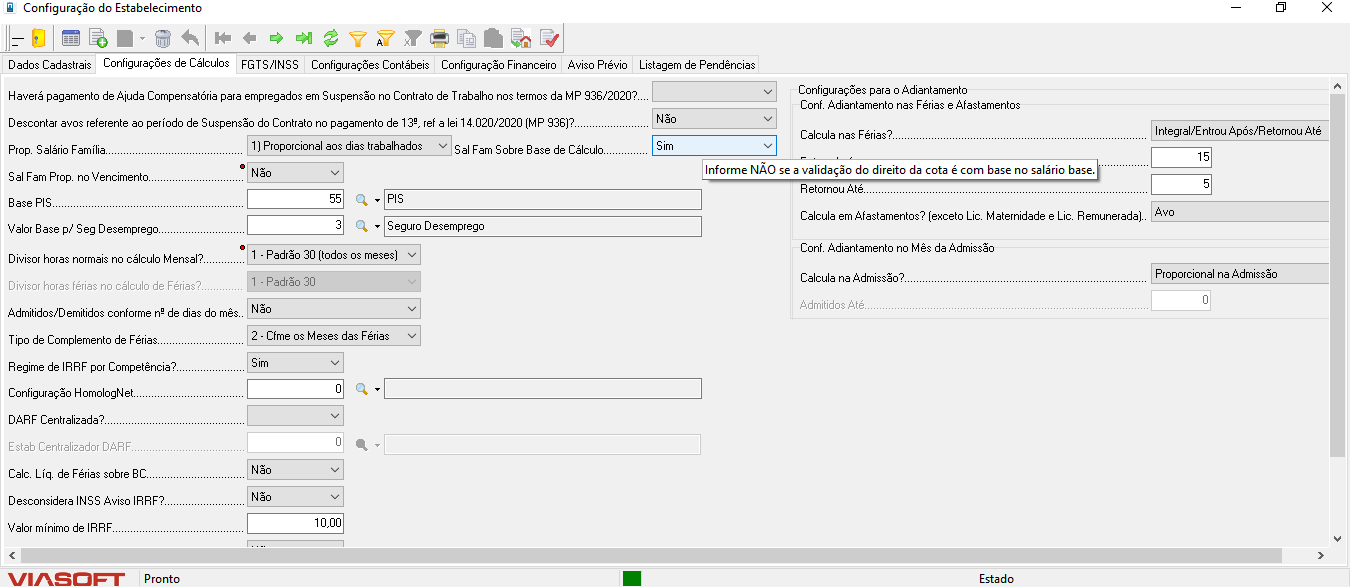 Configuração do Estabelecimento
Dados Cadastrais Configurações de Cálculos FGTS/INSS Configurações Contábeis Configuração Financeiro Aviso Prévio Listagem de Pendências
Haverá pagamento de Ajuda Compensatória para empregados em Suspensão no Contrato de Trabalho nos termos da MP 936/2020?....
Descontar avos referente ao período de Suspensão do Contrato no pagamento de 13º, ref a lei 14.020/2020 (MP 936)?.... Não
Prop. Salário Família.... 1) Proporcional aos dias trabalhados Sal Fam Sobre Base de Cálculo.... Sim
Informe NÃO se a validação do direito da cota é com base no salário base.
Sal Fam Prop. no Vencimento.... Não
Base PIS.... 55 PIS
Valor Base p/ Seg Desemprego.... 3 Seguro Desemprego
Divisor horas normais no cálculo Mensal?.... 1 - Padrão 30 (todos os meses)
Divisor horas férias no cálculo de Férias?.... 1 - Padrão 30
Admitidos/Demitidos conforme nº de dias do mês.. Não
Tipo de Complemento de Férias.... 2 - Cfme os Meses das Férias
Regime de IRRF por Competência?.... Sim
Configuração HomologNet.... 0
DARF Centralizada?....
Estab Centralizador DARF.... 0
Calc. Líq. de Férias sobre BC.... Não
Desconsidera INSS Aviso IRRF?.... Não
Valor mínimo de IRRF.... 10,00
Configurações para o Adiantamento
Conf. Adiantamento nas Férias e Afastamentos
Calcula nas Férias?.... Integral/Entrou Após/Retornou Até
15
Retornou Até.... 5
Calcula em Afastamentos? (exceto Lic. Maternidade e Lic. Remunerada).. Avo
Conf. Adiantamento no Mês da Admissão
Calcula na Admissão?.... Proporcional na Admissão
Admitidos Até.... 0
VIASOFT Pronto Estado